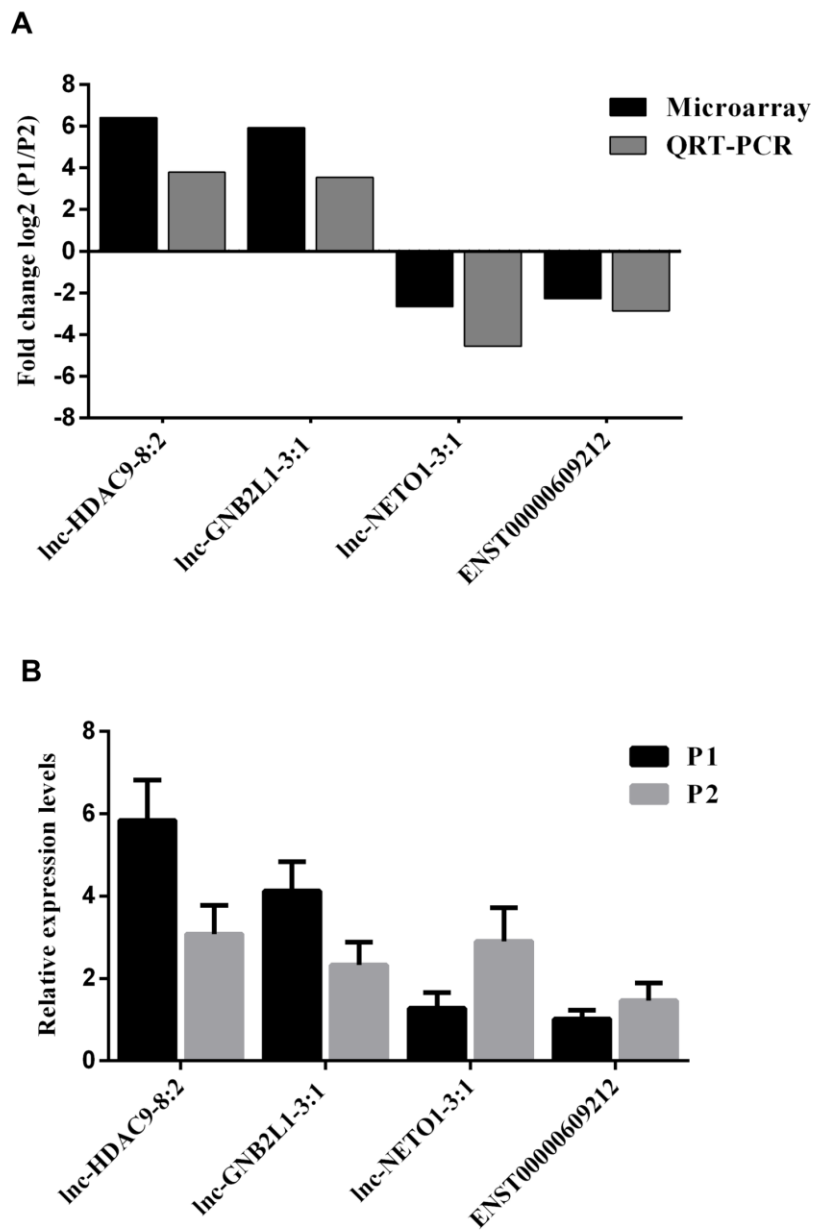 A
8
6
4
2
0
-2
-4
-6
-8
Fold change log2 (P1/P2)
Microarray
QRT-PCR
lnc-HDAC9-8:2
lnc-GNB2L1-3:1
lnc-NETO1-3:1
ENST00000609212
B
8
6
4
2
0
Relative expression levels
P1
P2
lnc-HDAC9-8:2
lnc-GNB2L1-3:1
lnc-NETO1-3:1
ENST00000609212